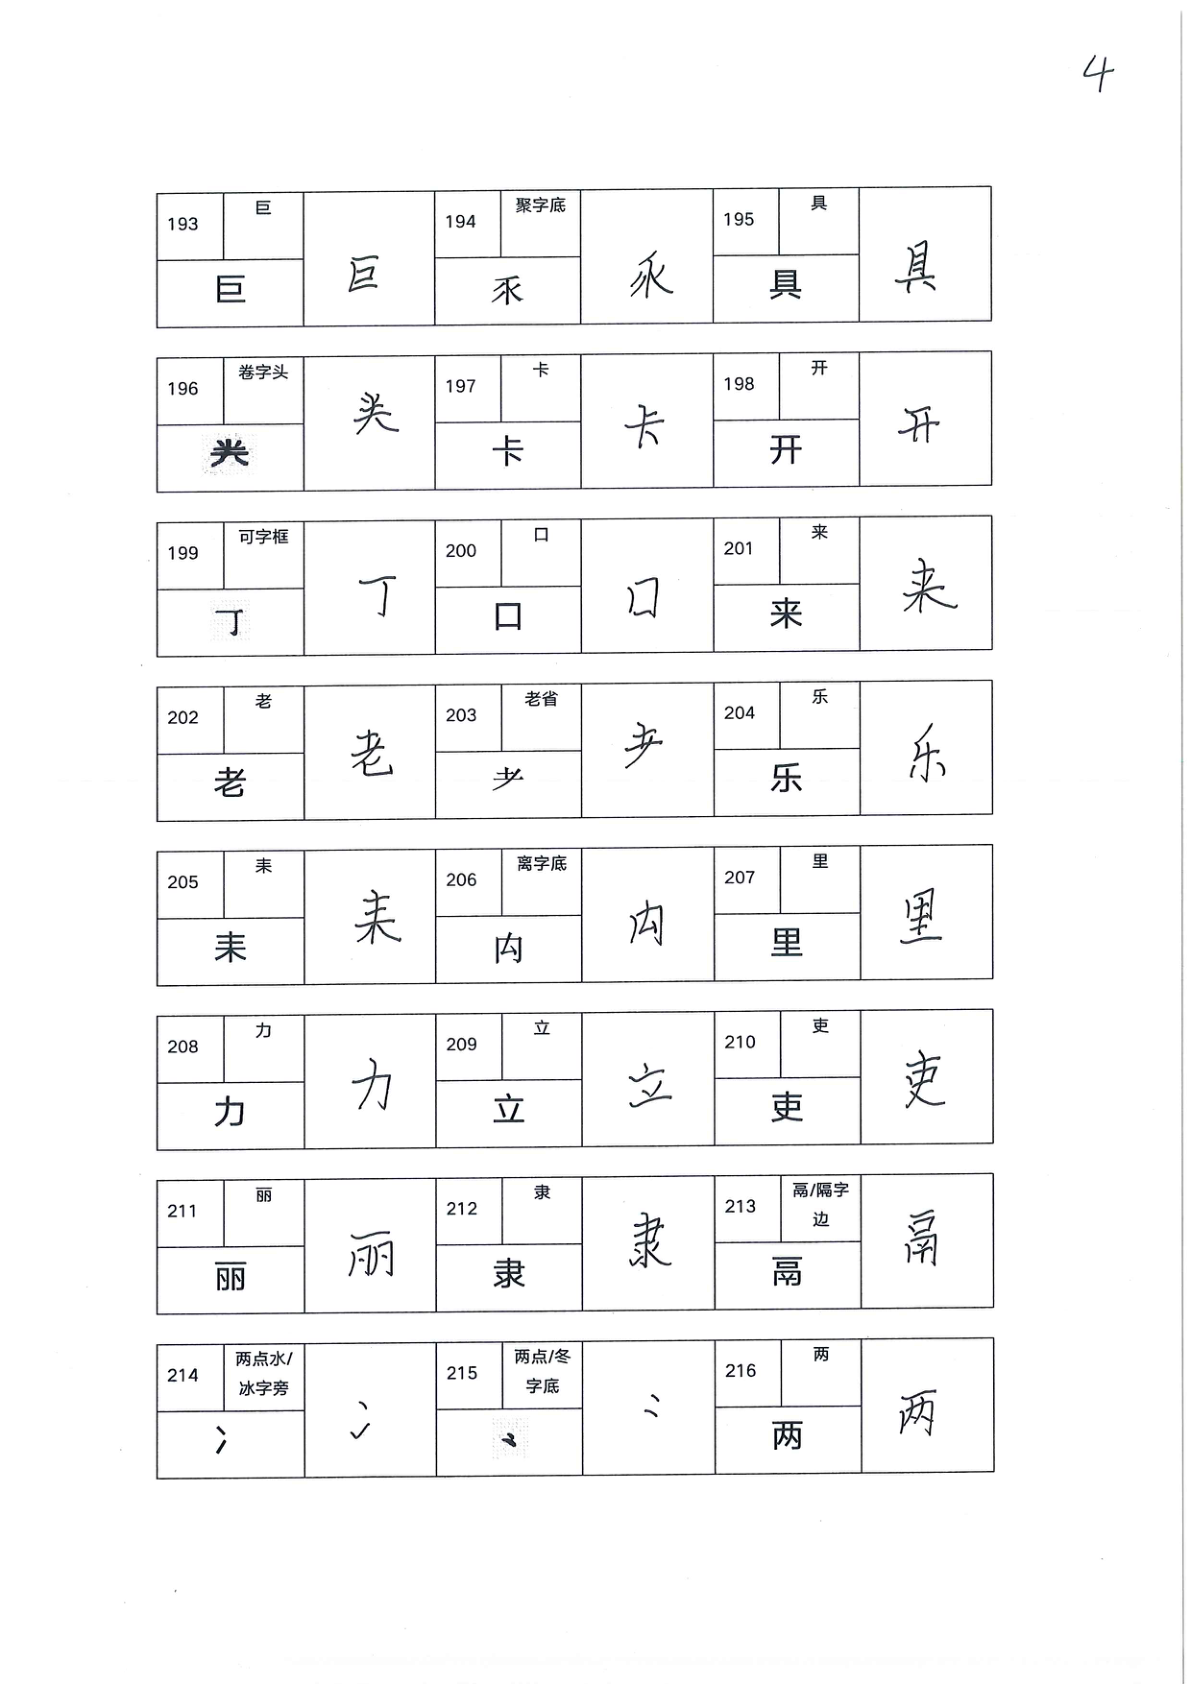 4
193 巨 194 聚字底 195 具
巨 巨 乑 乑 具 具
196 卷字头 197 卡 198 开
龹 龹 卡 卡 开 开
199 可字框 200 口 201 来
丁 丁 口 口 来 来
202 老 203 老省 204 乐
老 老 耂 耂 乐 乐
205 耒 206 离字底 207 里
耒 耒 禸 禸 里 里
208 力 209 立 210 吏
力 力 立 立 吏 吏
211 丽 212 隶 213 鬲/隔字
边
丽 丽 隶 隶 鬲 鬲
214 两点水/ 215 两点/冬 216 两
冰字旁 字底
冫 冫 ⺀ ⺀ 两 两